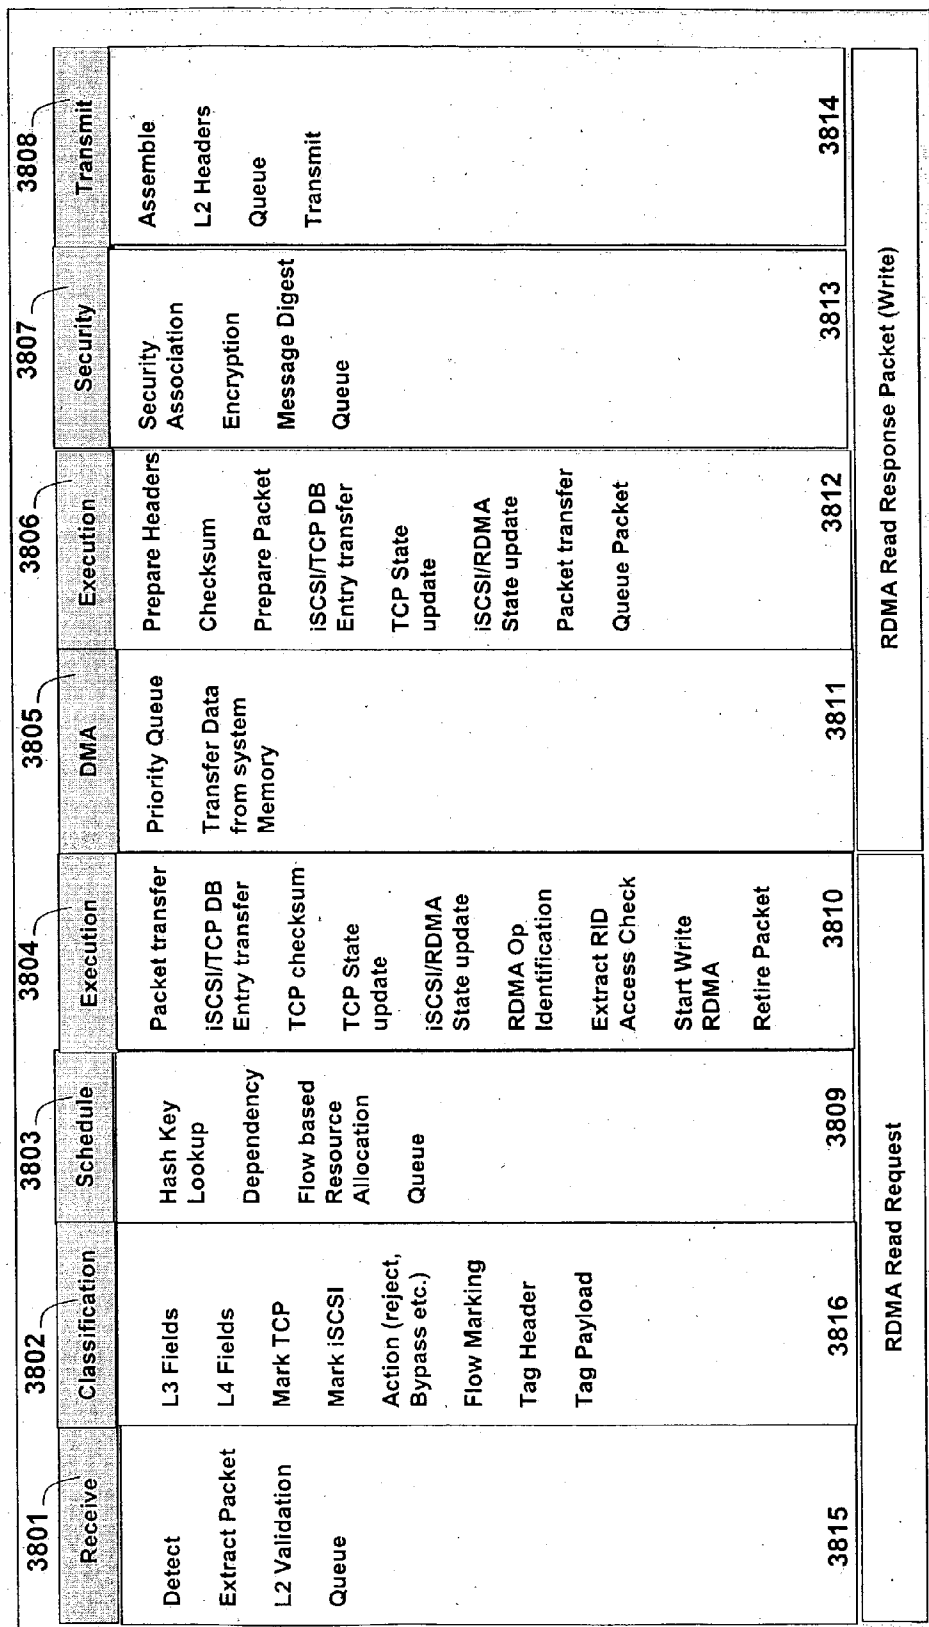 3801
Receive
Detect
Extract Packet
L2 Validation
Queue
3815
3802
Classification
L3 Fields
L4 Fields
Mark TCP
Mark iSCSI
Action (reject,
Bypass etc.)
Flow Marking
Tag Header
Tag Payload
3816
3803
Schedule
Hash Key
Lookup
Dependency
Flow based
Resource
Allocation
Queue
3809
3804
Execution
Packet transfer
iSCSI/TCP DB
Entry transfer
TCP checksum
TCP State
update
iSCSI/RDMA
State update
RDMA Op
Identification
Extract RID
Access Check
Start Write
RDMA
Retire Packet
3810
RDMA Read Request
3805
DMA
Priority Queue
Transfer Data
from system
Memory
3811
3806
Execution
Prepare Headers
Checksum
Prepare Packet
iSCSI/TCP DB
Entry transfer
TCP State
update
iSCSI/RDMA
State update
Packet transfer
Queue Packet
3812
3807
Security
Security
Association
Encryption
Message Digest
Queue
3813
3808
Transmit
Assemble
L2 Headers
Queue
Transmit
3814
RDMA Read Response Packet (Write)